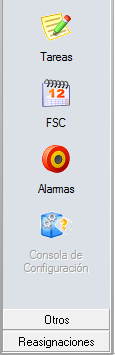 Tareas
12
FSC
Alarmas
Consola de
Configuración
Otros
Reasignaciones